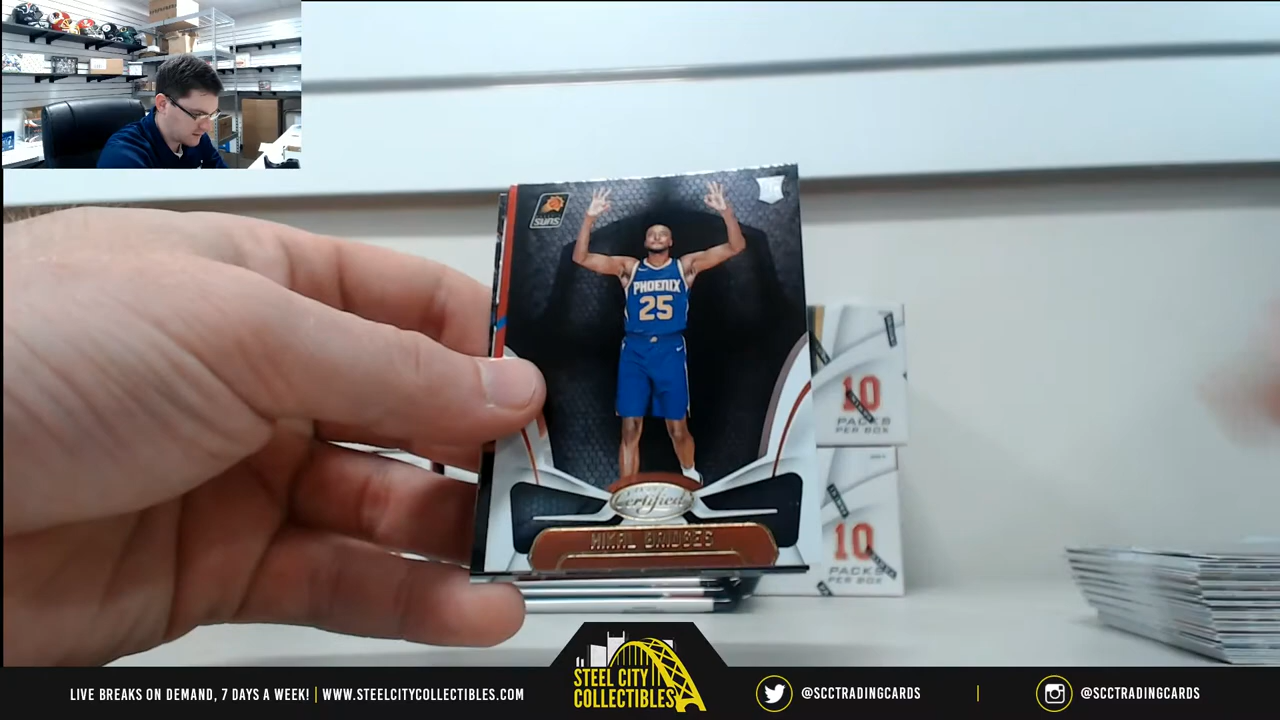 RC
SUNS
PHOENIX
25
Certified
MIKAL BRIDGES
10
PACKS
PER BOX
10
PACKS
PER BOX
LIVE BREAKS ON DEMAND, 7 DAYS A WEEK! | WWW.STEELCITYCOLLECTIBLES.COM
STEEL CITY
COLLECTIBLES
@SCCTRADINGCARDS | @SCCTRADINGCARDS